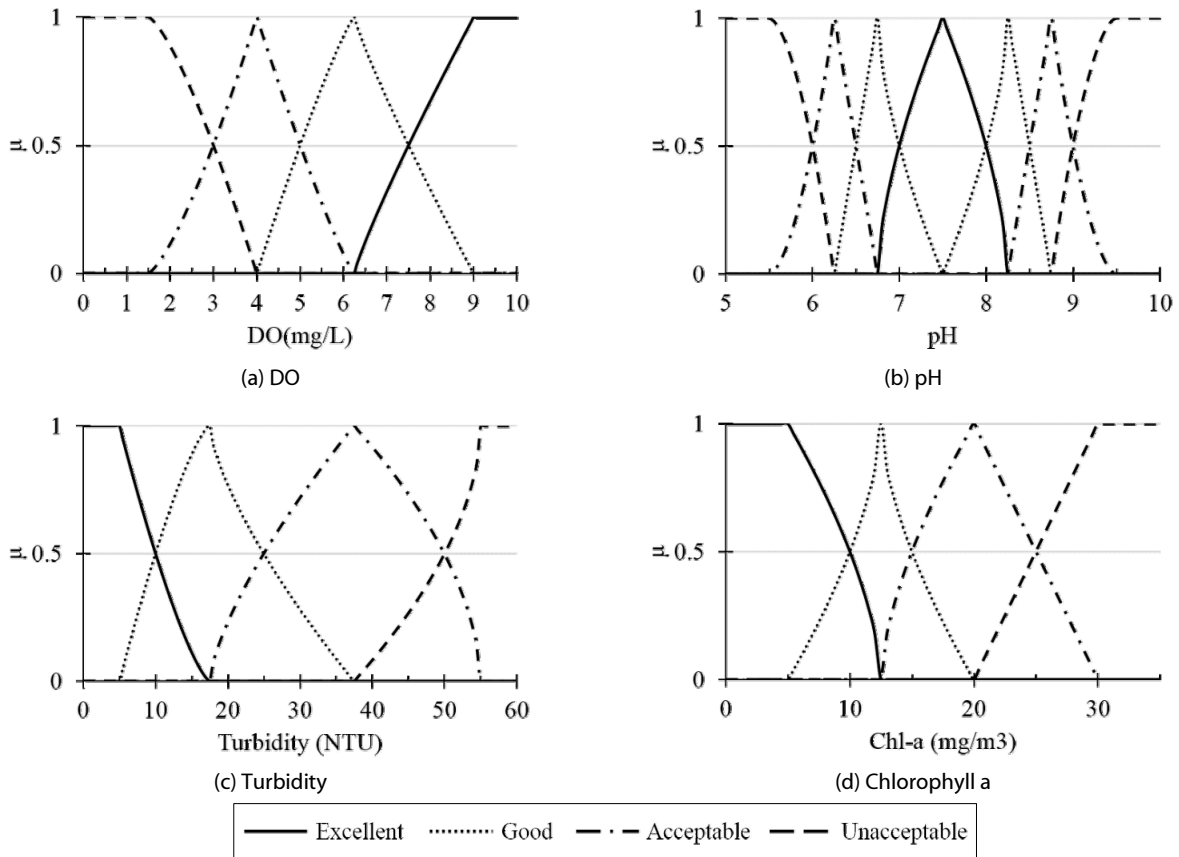 1
μ 0.5
0
0 1 2 3 4 5 6 7 8 9 10
DO(mg/L)
(a) DO
1
μ 0.5
0
5 6 7 8 9 10
pH
(b) pH
1
μ 0.5
0
0 10 20 30 40 50 60
Turbidity (NTU)
(c) Turbidity
1
μ 0.5
0
0 10 20 30
Chl-a (mg/m3)
(d) Chlorophyll a
Excellent Good Acceptable Unacceptable